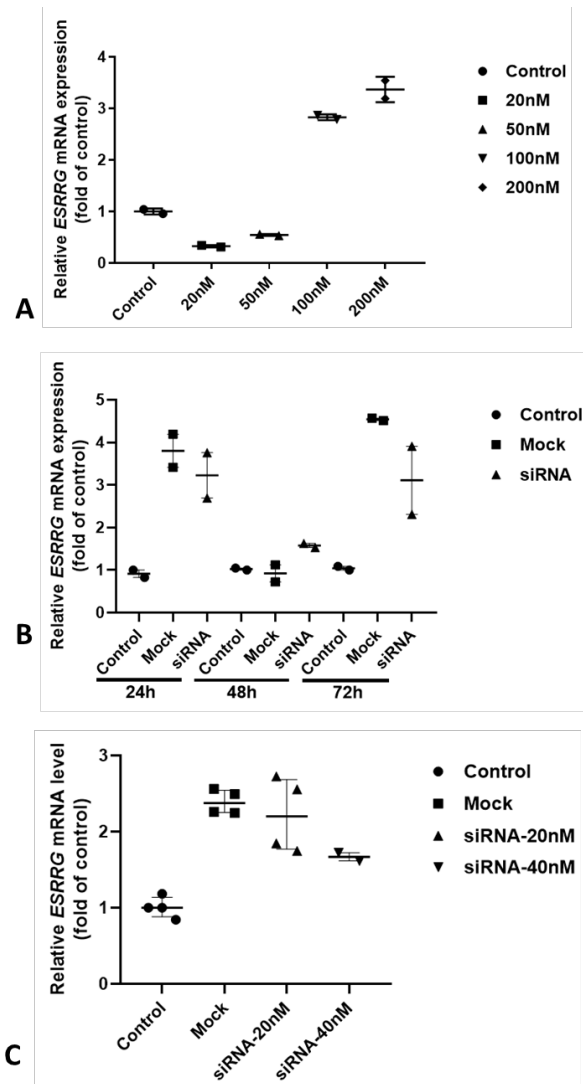 Relative ESRRG mRNA expression
(fold of control)
4
3
2
1
0
Control
20nM
50nM
100nM
200nM
Control
20nM
50nM
100nM
200nM
A
Relative ESRRG mRNA expression
(fold of control)
5
4
3
2
1
0
Control
Mock
siRNA
Control
Mock
siRNA
Control
Mock
siRNA
24h
48h
72h
Control
Mock
siRNA
B
Relative ESRRG mRNA level
(fold of control)
3
2
1
0
Control
Mock
siRNA-20nM
siRNA-40nM
Control
Mock
siRNA-20nM
siRNA-40nM
C